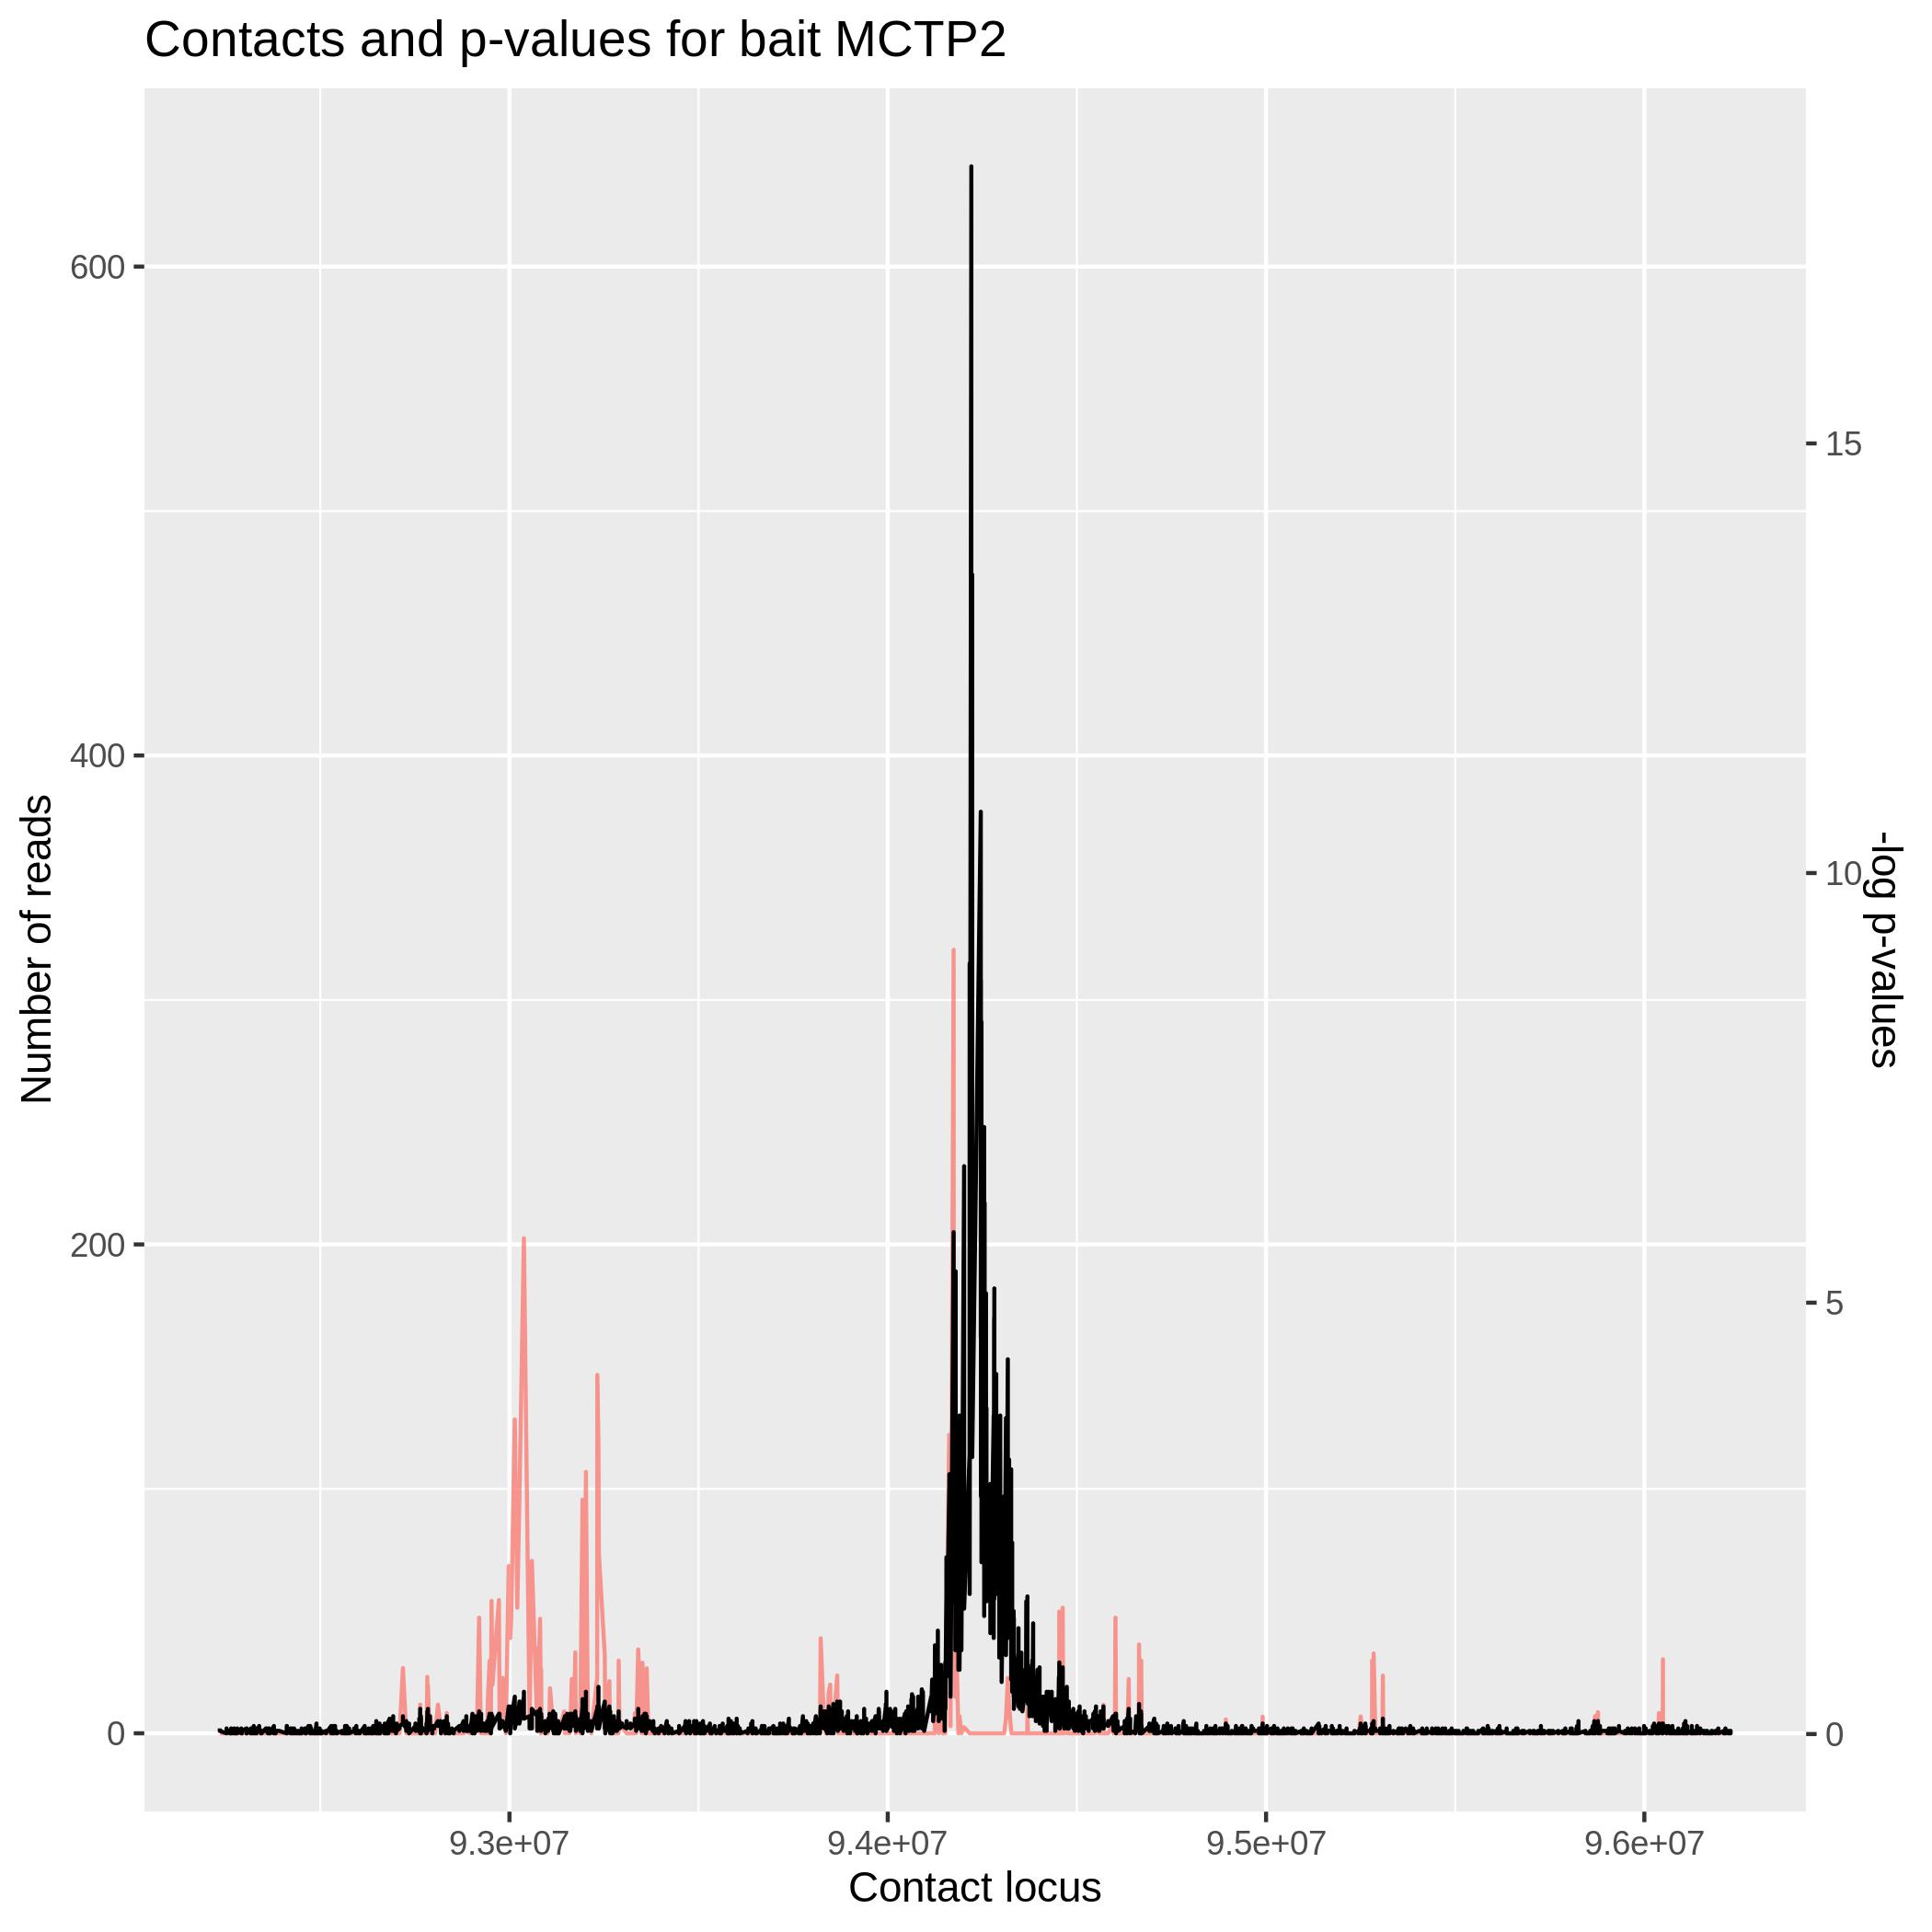 Contacts and p-values for bait MCTP2
600
400
200
0
Number of reads
15
10
5
0
-log p-values
9.3e+07
9.4e+07
9.5e+07
9.6e+07
Contact locus